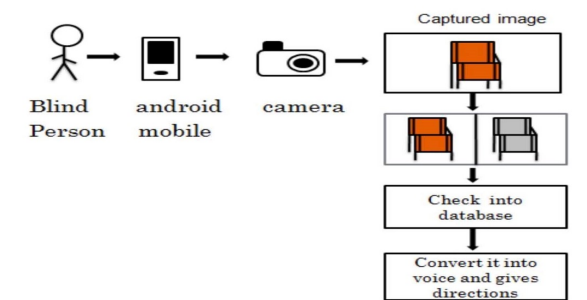 Captured image
Blind
Person
android
mobile
camera
Check into
database
Convert it into
voice and gives
directions